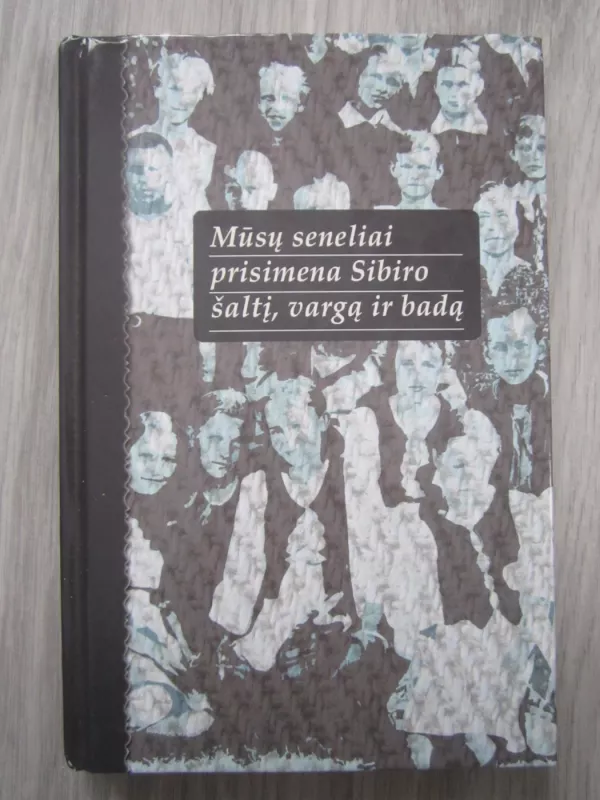 Mūsų seneliai
prisimena Sibiro
šaltį, vargą ir badą